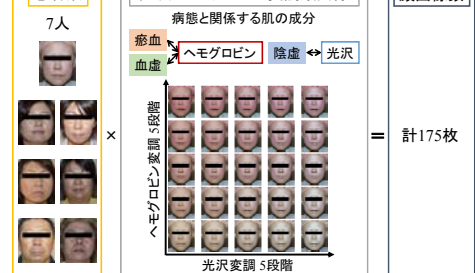 7人
病態と関係する肌の成分
瘀血
血虚
ヘモグロビン
陰虚
光沢
ヘモグロビン変調 5段階
光沢変調 5段階
×
=
計175枚